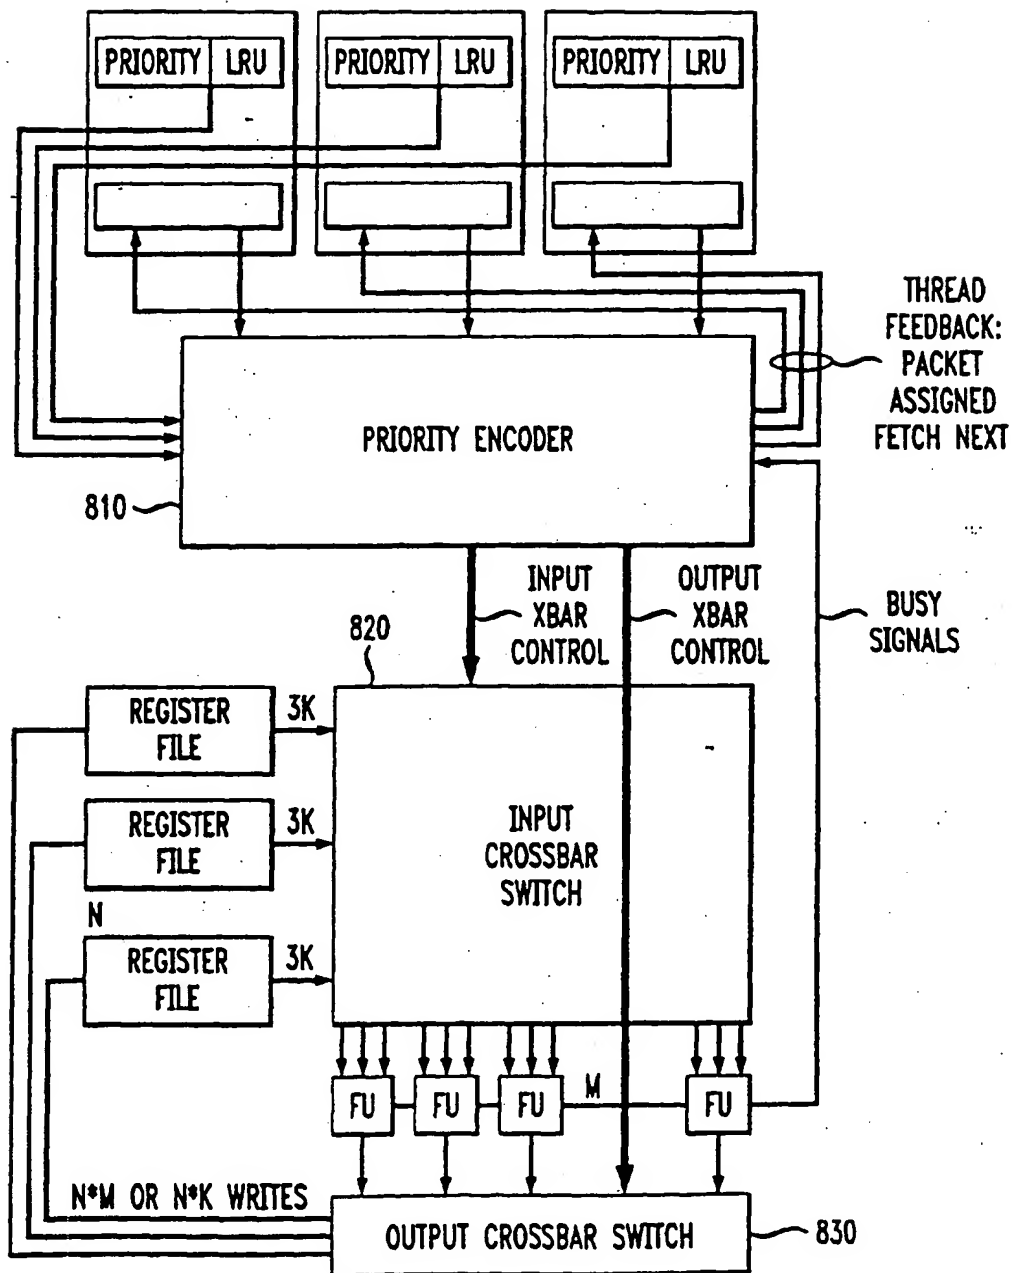 PRIORITY LRU
PRIORITY LRU
PRIORITY LRU
THREAD
FEEDBACK:
PACKET
ASSIGNED
FETCH NEXT
PRIORITY ENCODER
810
INPUT
XBAR
CONTROL
OUTPUT
XBAR
CONTROL
BUSY
SIGNALS
820
REGISTER
FILE
3K
REGISTER
FILE
3K
N
REGISTER
FILE
3K
INPUT
CROSSBAR
SWITCH
FU
FU
FU
M
FU
N*M OR N*K WRITES
OUTPUT CROSSBAR SWITCH
830